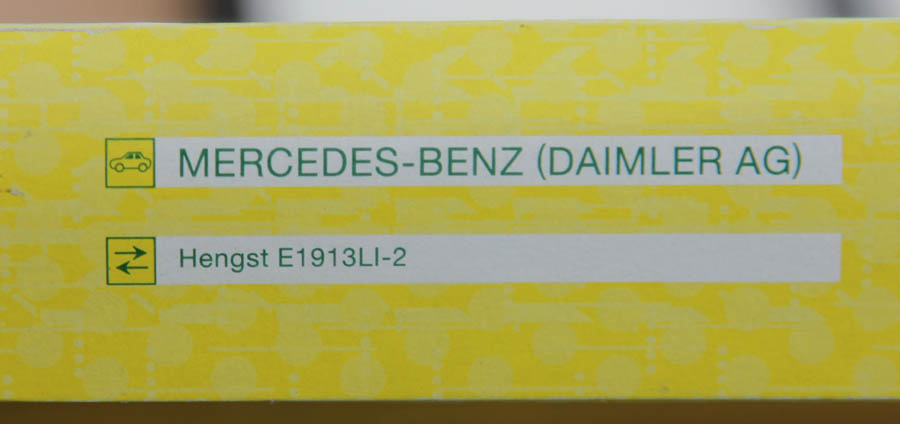 MERCEDES-BENZ (DAIMLER AG)
Hengst E1913LI-2